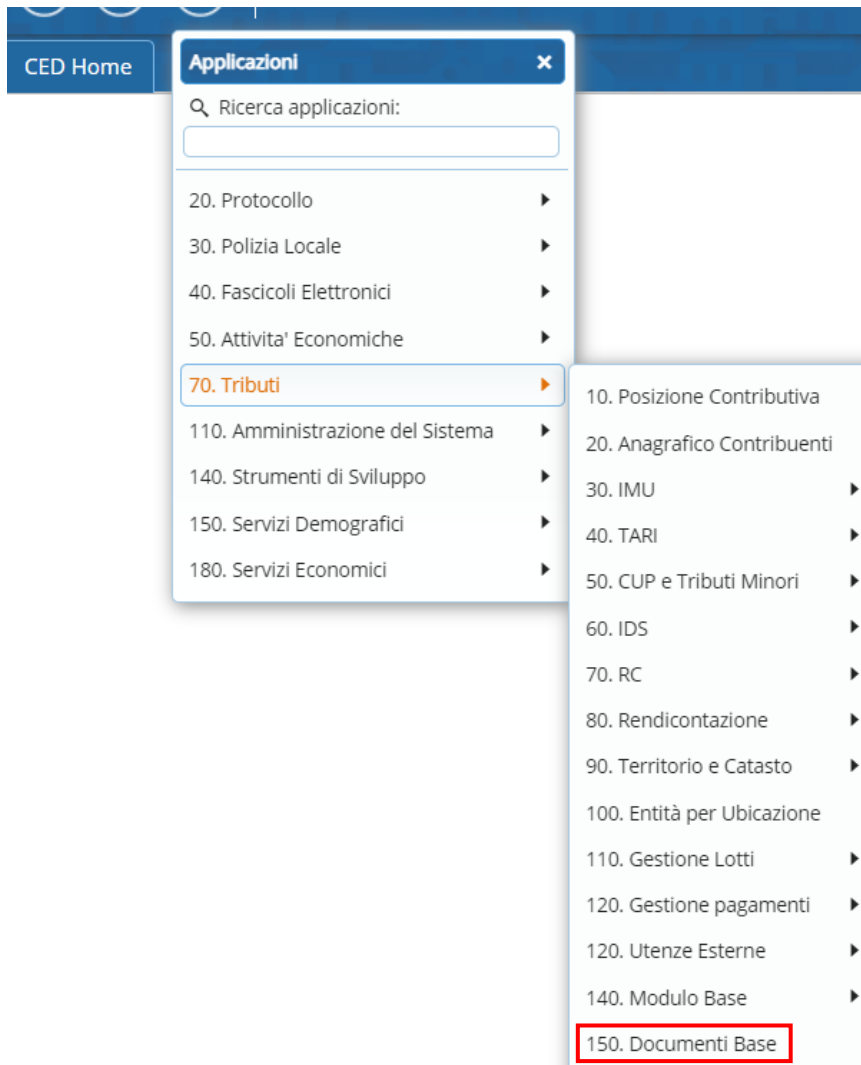 CED Home
Applicazioni
Ricerca applicazioni:
20. Protocollo
30. Polizia Locale
40. Fascicoli Elettronici
50. Attivita' Economiche
70. Tributi
110. Amministrazione del Sistema
140. Strumenti di Sviluppo
150. Servizi Demografici
180. Servizi Economici
10. Posizione Contributiva
20. Anagrafico Contribuenti
30. IMU
40. TARI
50. CUP e Tributi Minori
60. IDS
70. RC
80. Rendicontazione
90. Territorio e Catasto
100. Entità per Ubicazione
110. Gestione Lotti
120. Gestione pagamenti
120. Utenze Esterne
140. Modulo Base
150. Documenti Base